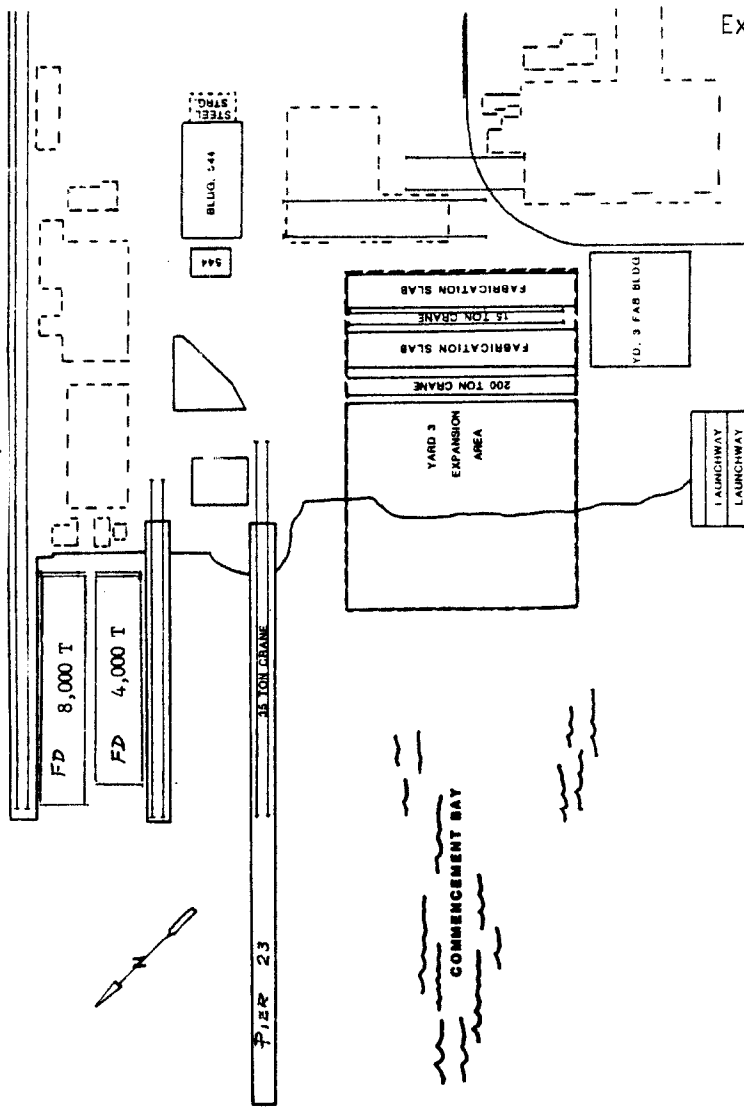 Ex
STEEL
STRG.
BLDG. 544
544
FABRICATION SLAB
15 TON CRANE
FABRICATION SLAB
200 TON CRANE
YD. 3 FAB BLDG
YARD 3
EXPANSION
AREA
LAUNCHWAY
LAUNCHWAY
FD 8,000 T
FD 4,000 T
35 TON CRANE
COMMENCEMENT BAY
N
PIER 23